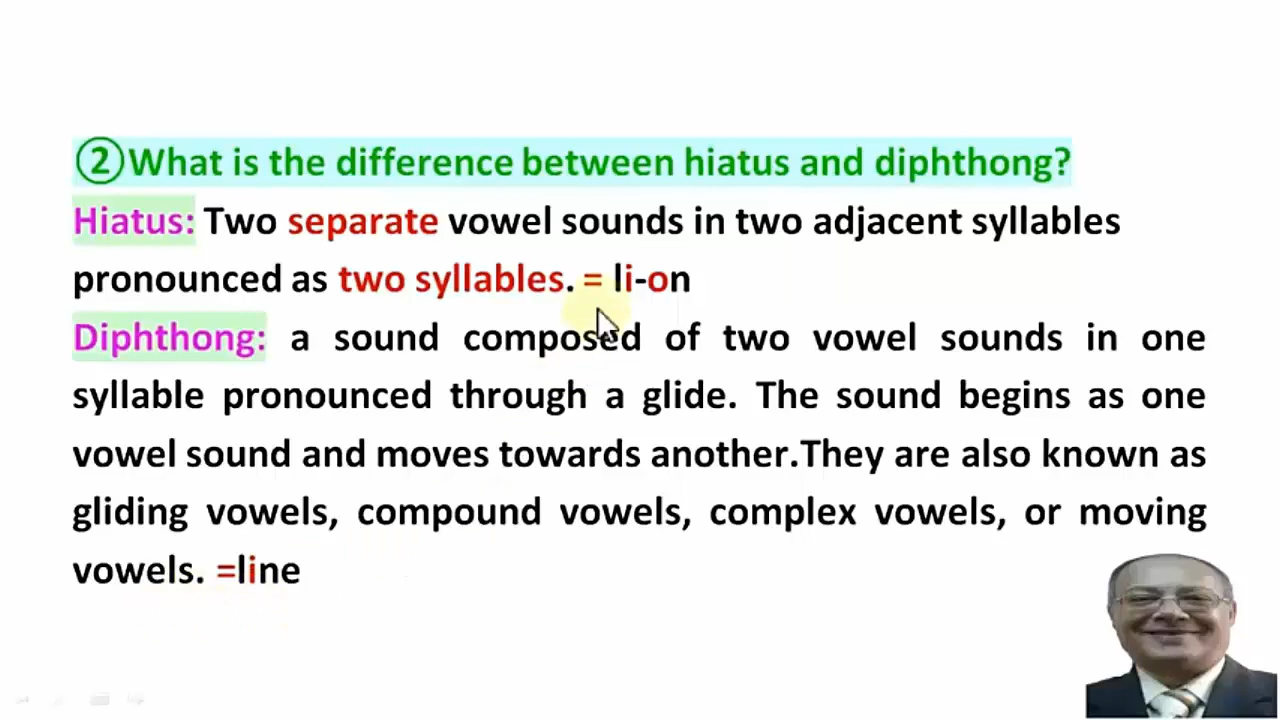 ②What is the difference between hiatus and diphthong?
Hiatus: Two separate vowel sounds in two adjacent syllables
pronounced as two syllables. = li-on
Diphthong: a sound composed of two vowel sounds in one
syllable pronounced through a glide. The sound begins as one
vowel sound and moves towards another.They are also known as
gliding vowels, compound vowels, complex vowels, or moving
vowels. =line